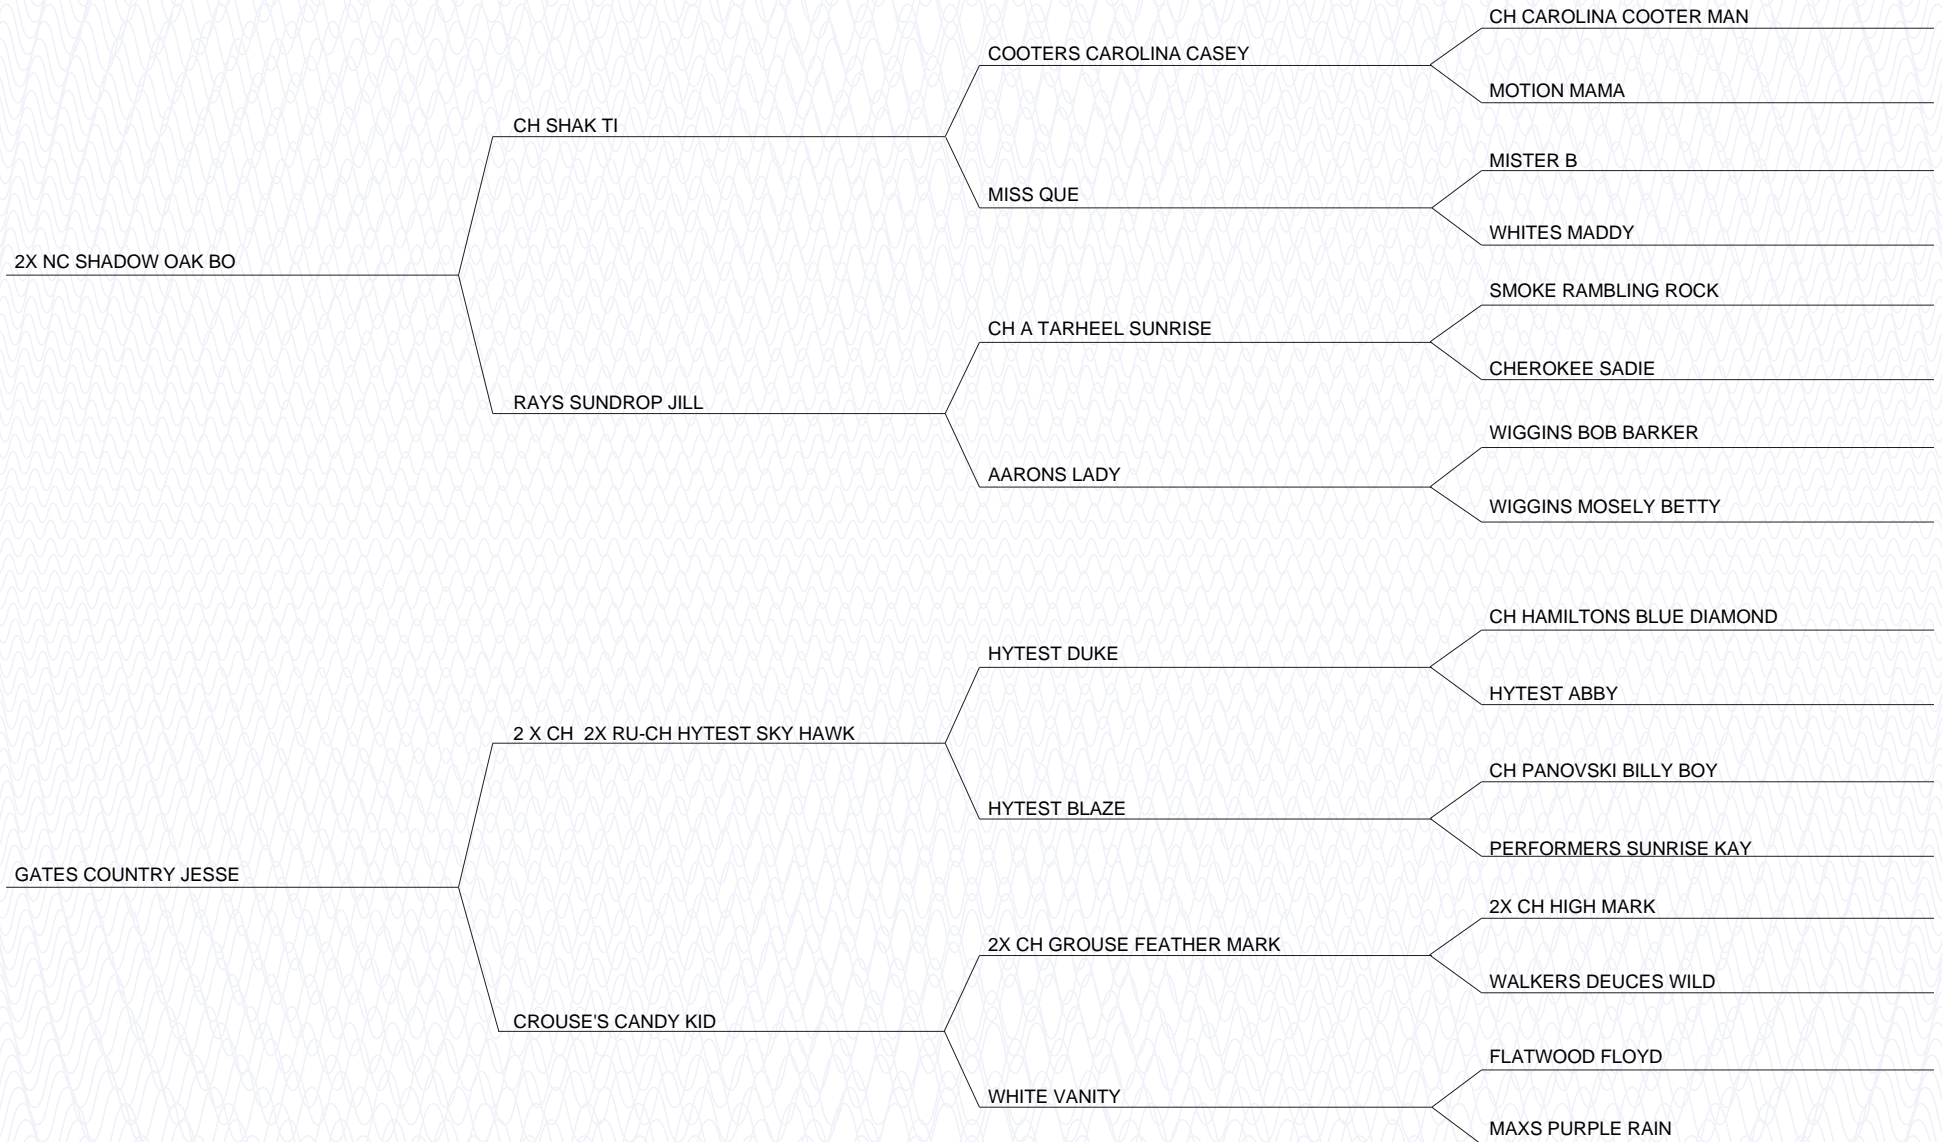 CH CAROLINA COOTER MAN
COOTERS CAROLINA CASEY
MOTION MAMA
CH SHAK TI
MISTER B
MISS QUE
WHITES MADDY
2X NC SHADOW OAK BO
SMOKE RAMBLING ROCK
CH A TARHEEL SUNRISE
CHEROKEE SADIE
RAYS SUNDROP JILL
WIGGINS BOB BARKER
AARONS LADY
WIGGINS MOSELY BETTY
CH HAMILTONS BLUE DIAMOND
HYTEST DUKE
HYTEST ABBY
2 X CH  2X RU-CH HYTEST SKY HAWK
CH PANOVSKI BILLY BOY
HYTEST BLAZE
PERFORMERS SUNRISE KAY
GATES COUNTRY JESSE
2X CH HIGH MARK
2X CH GROUSE FEATHER MARK
WALKERS DEUCES WILD
CROUSE'S CANDY KID
FLATWOOD FLOYD
WHITE VANITY
MAXS PURPLE RAIN